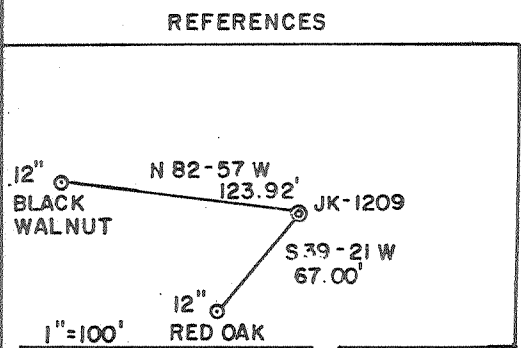 REFERENCES
12" N 82-57 W
123.92' JK-1209
BLACK
WALNUT
S 39-21 W
67.00'
12"
1"=100' RED OAK